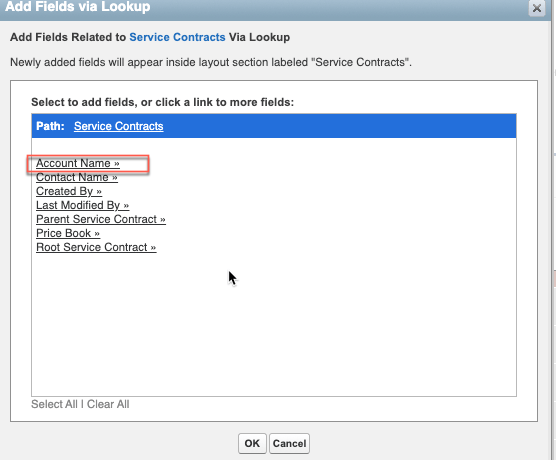 Add Fields via Lookup
Add Fields Related to Service Contracts Via Lookup
Newly added fields will appear inside layout section labeled "Service Contracts".
Select to add fields, or click a link to more fields:
Path: Service Contracts
Account Name »
Contact Name »
Created By »
Last Modified By »
Parent Service Contract »
Price Book »
Root Service Contract »
Select All | Clear All
OK Cancel